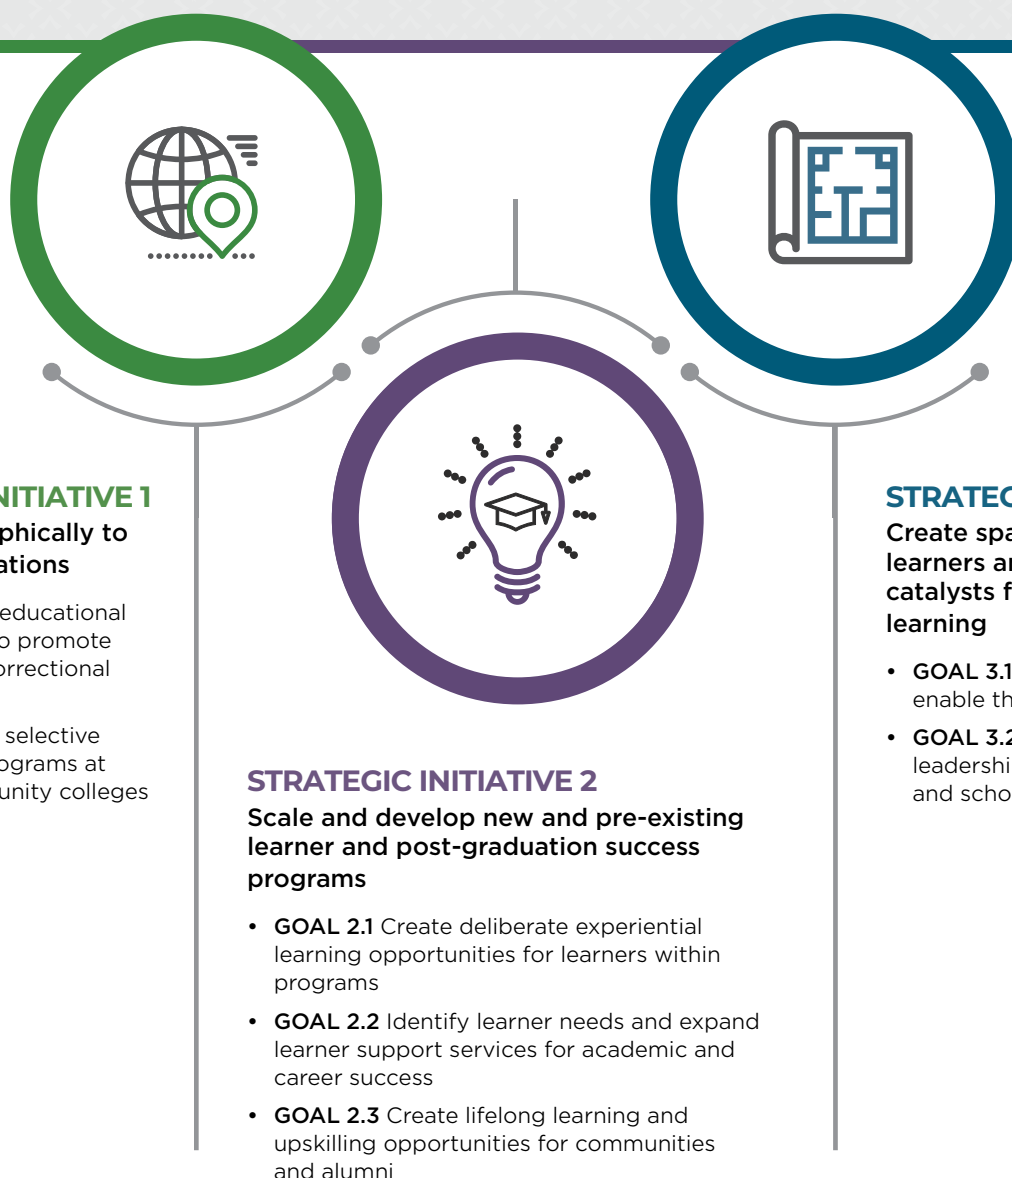 INITIATIVE 1
phically to
ations
educational
o promote
orrectional
selective
ograms at
unity colleges
STRATEGIC INITIATIVE 2
Scale and develop new and pre-existing
learner and post-graduation success
programs
• GOAL 2.1 Create deliberate experiential
learning opportunities for learners within
programs
• GOAL 2.2 Identify learner needs and expand
learner support services for academic and
career success
• GOAL 2.3 Create lifelong learning and
upskilling opportunities for communities
and alumni
STRATEG
Create spa
learners a
catalysts f
learning
• GOAL 3.1
enable th
• GOAL 3.2
leadershi
and scho